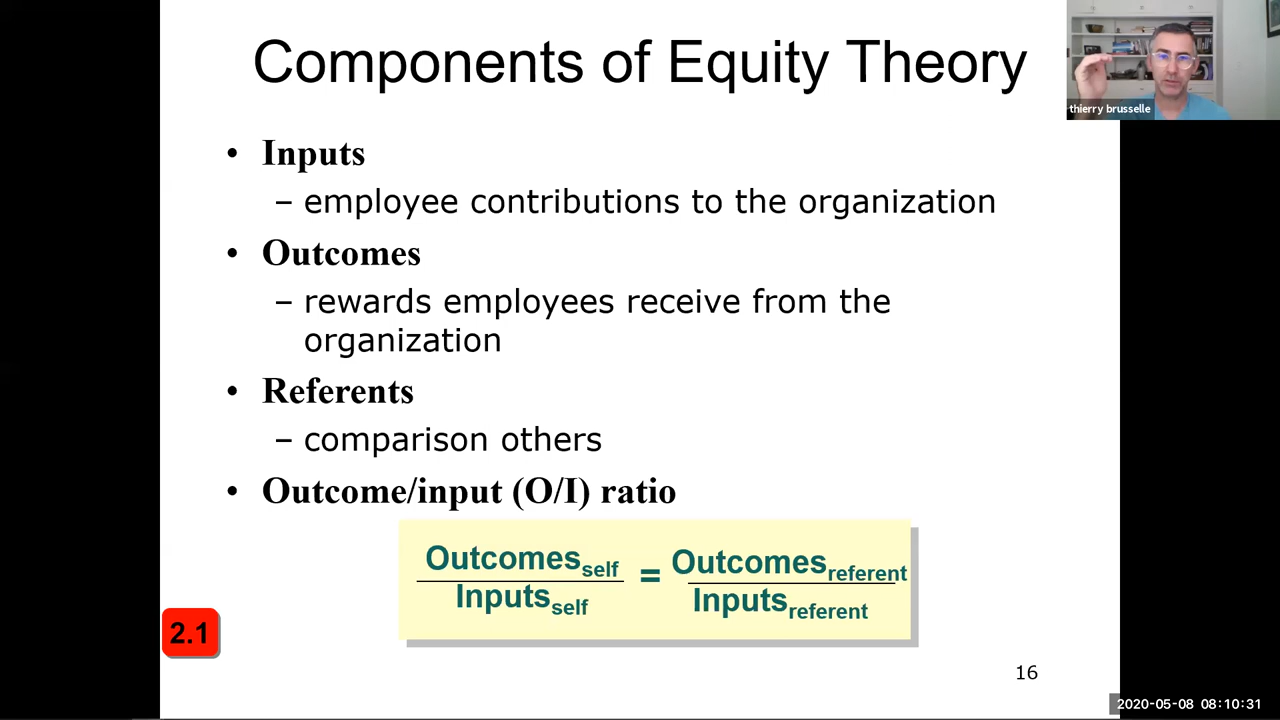 Components of Equity Theory
thierry brusselle
• Inputs
– employee contributions to the organization
• Outcomes
– rewards employees receive from the
organization
• Referents
– comparison others
• Outcome/input (O/I) ratio
Outcomesself = Outcomesreferent
Inputsself Inputsreferent
2.1
16
2020-05-08 08:10:31